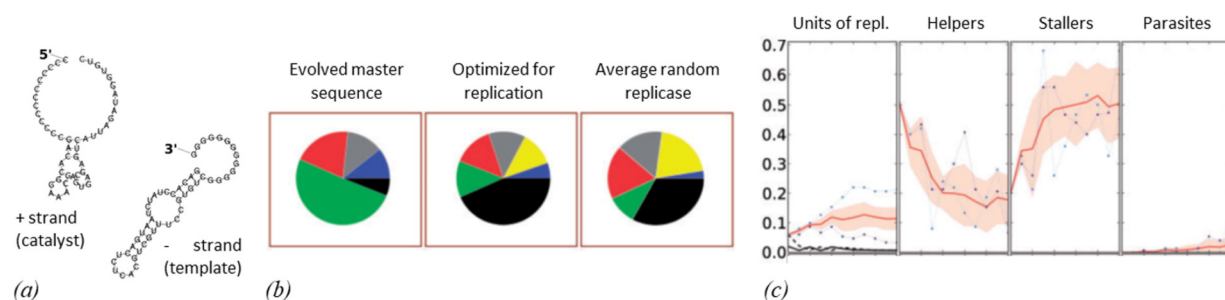 5'
3'
+ strand
(catalyst)
- strand
(template)
(a)
Evolved master
sequence
Optimized for
replication
Average random
replicase
(b)
Units of repl.
Helpers
Stallers
Parasites
0.7
0.6
0.5
0.4
0.3
0.2
0.1
0.0
(c)